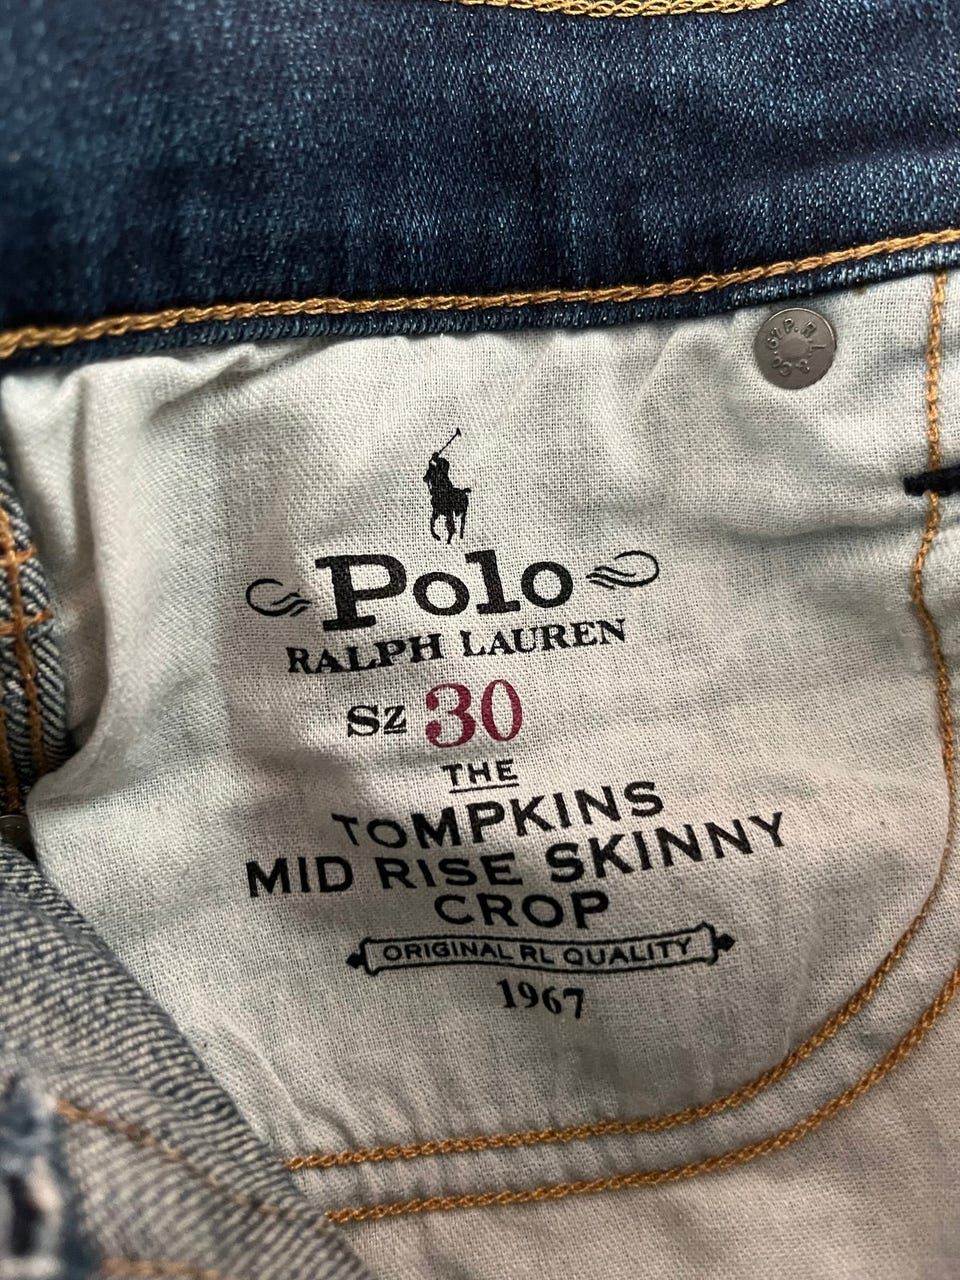 Polo
RALPH LAUREN
SZ 30
THE
TOMPKINS
MID RISE SKINNY
CROP
ORIGINAL RL QUALITY
1967